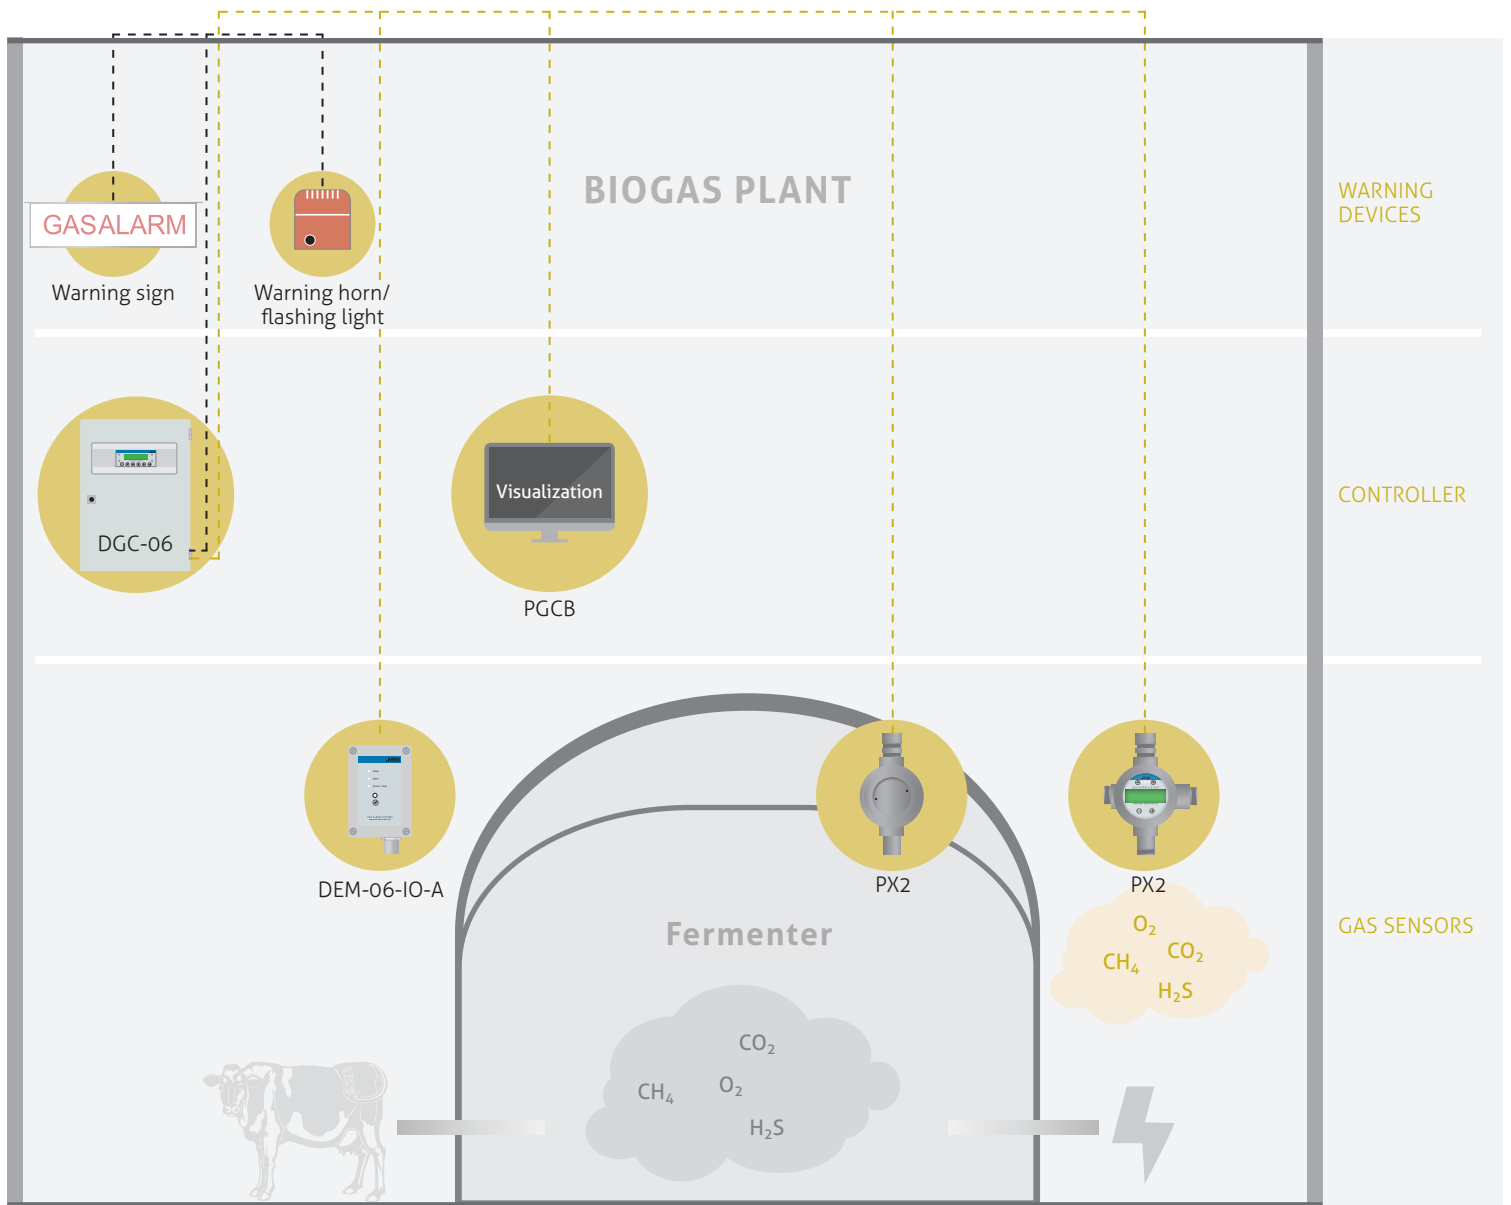 BIOGAS PLANT
WARNING
DEVICES
GASALARM
Warning sign
Warning horn/
flashing light
CONTROLLER
DGC-06
Visualization
PGCB
DEM-06-IO-A
PX2
PX2
GAS SENSORS
Fermenter
O₂
CO₂
CH₄
H₂S
CO₂
O₂
CH₄
H₂S